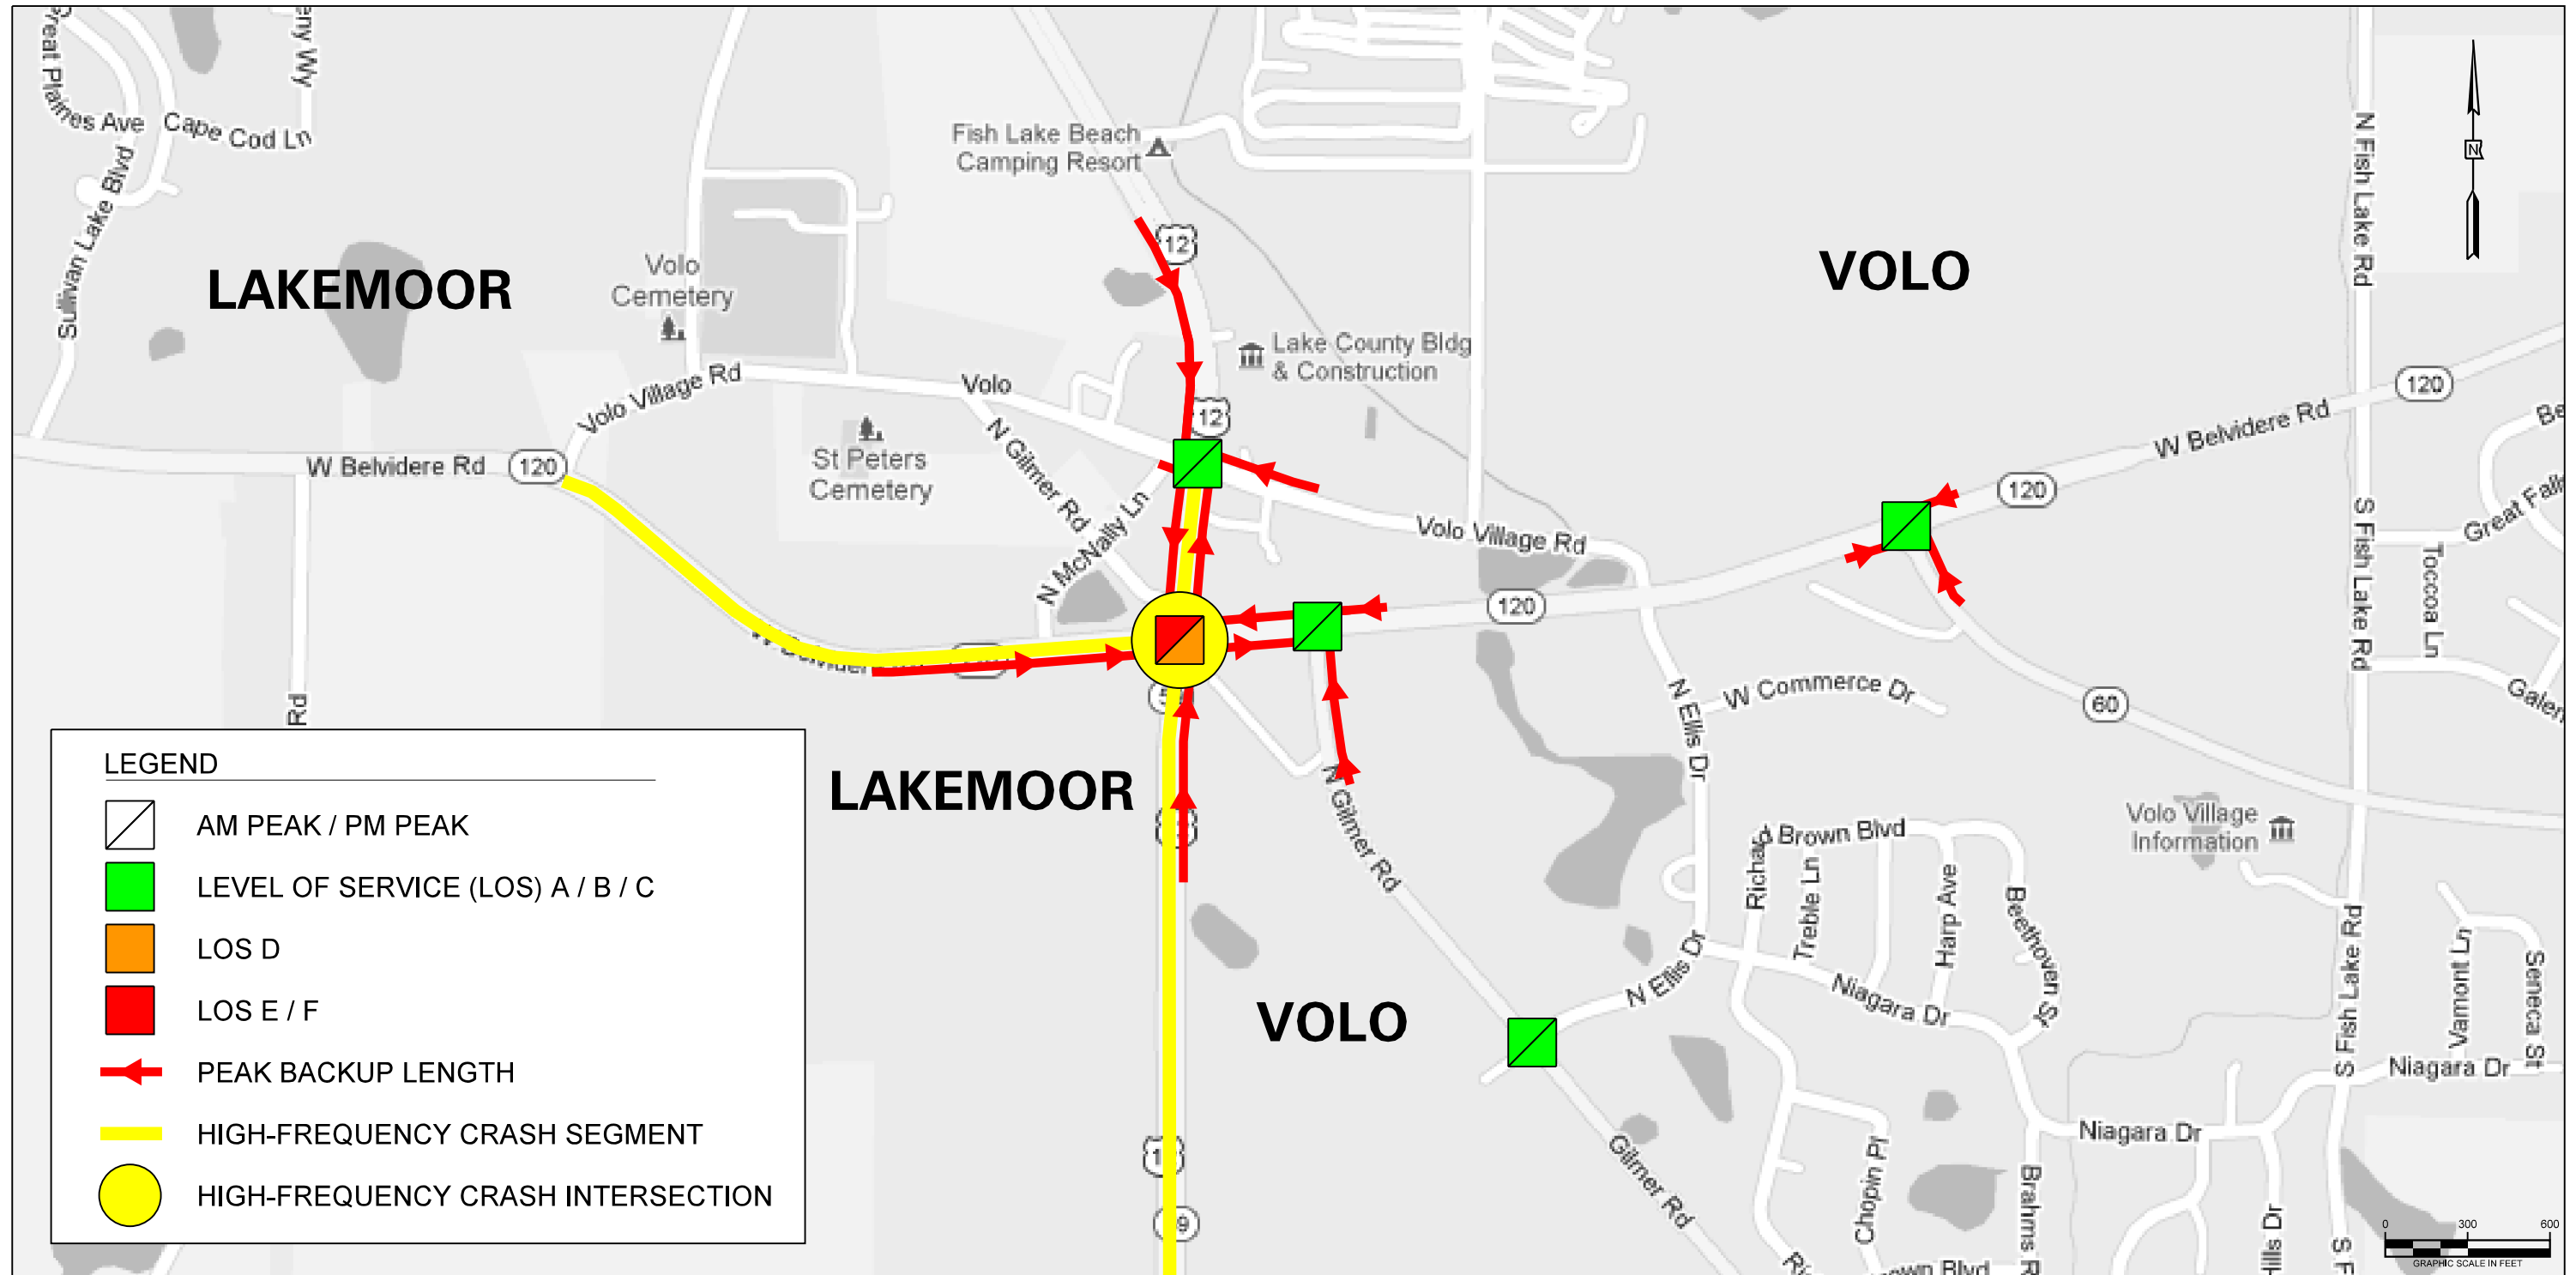 Cape Cod Ln
Sullivan Lake Blvd
Fish Lake Beach
Camping Resort
N Fish Lake Rd
N
12
LAKEMOOR
Volo
Cemetery
VOLO
Lake County Bldg
& Construction
Volo Village Rd
Volo
12
120
W Belvidere Rd
W Belvidere Rd
120
St Peters
Cemetery
N Gilmer Rd
N McNally Ln
120
Volo Village Rd
120
S Fish Lake Rd
Toccoa Ln
N Ellis Dr
W Commerce Dr
60
Rd
LAKEMOOR
N Gilmer Rd
Volo Village
Information
Richard Brown Blvd
Treble Ln
Harp Ave
Beethoven St
VOLO
N Ellis Dr
Niagara Dr
S Fish Lake Rd
Vamont Ln
Seneca St
Niagara Dr
Niagara Dr
Gilmer Rd
Chopin Pl
LEGEND
AM PEAK / PM PEAK
LEVEL OF SERVICE (LOS) A / B / C
LOS D
LOS E / F
PEAK BACKUP LENGTH
HIGH-FREQUENCY CRASH SEGMENT
HIGH-FREQUENCY CRASH INTERSECTION
0 300 600
GRAPHIC SCALE IN FEET